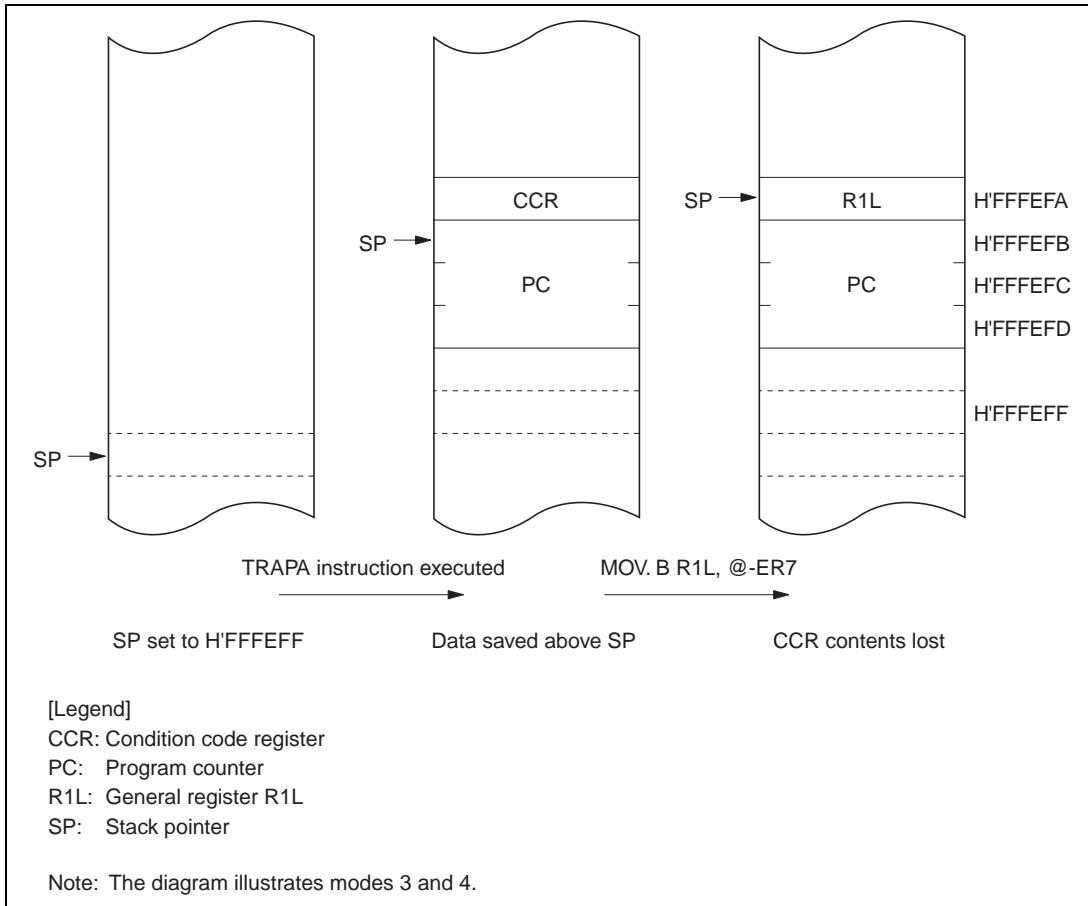 CCR
SP
R1L
H'FFFEFA
SP
H'FFFEFB
PC
PC
H'FFFEFC
H'FFFEFD
H'FFFEFF
SP
TRAPA instruction executed
MOV. B R1L, @-ER7
SP set to H'FFFEFF
Data saved above SP
CCR contents lost
[Legend]
CCR: Condition code register
PC: Program counter
R1L: General register R1L
SP: Stack pointer
Note: The diagram illustrates modes 3 and 4.